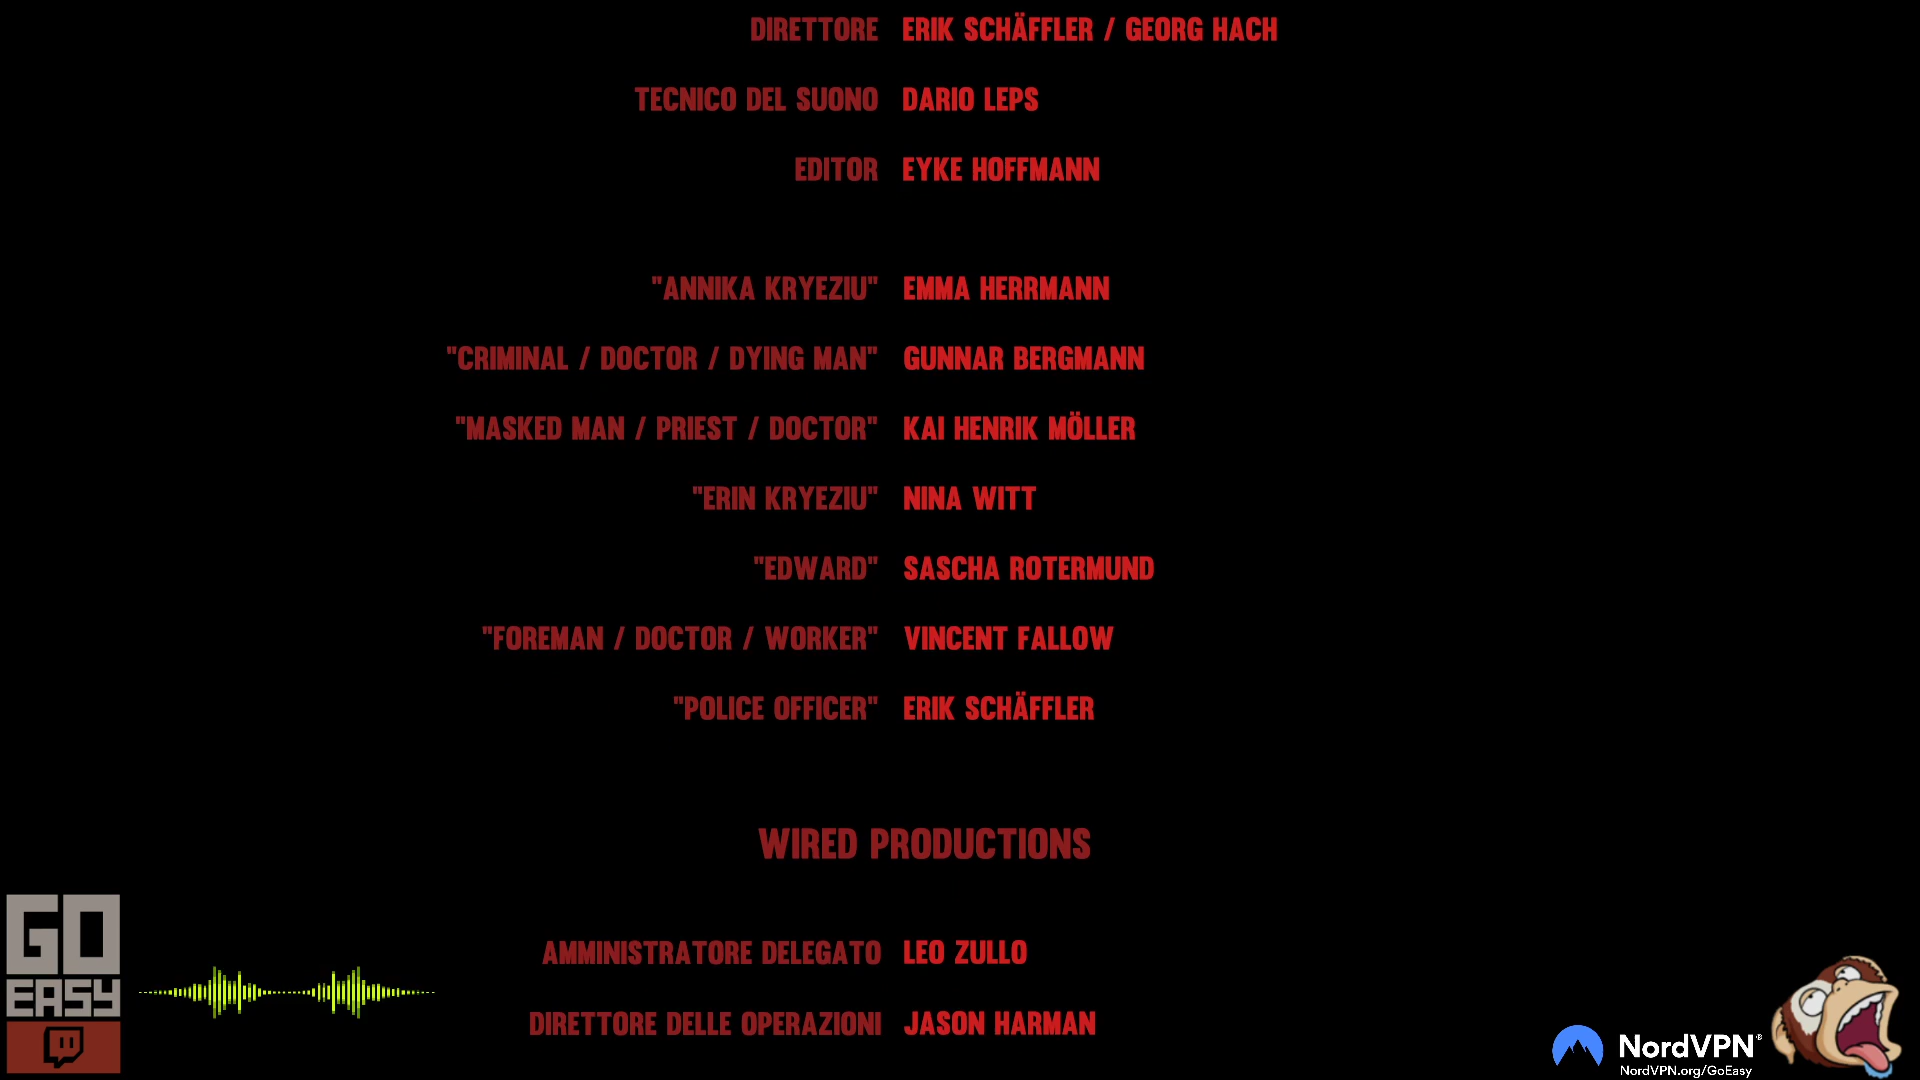 DIRETTORE ERIK SCHÄFFLER / GEORG HACH
TECNICO DEL SUONO DARIO LEPS
EDITOR EYKE HOFFMANN
"ANNIKA KRYEZIU" EMMA HERRMANN
"CRIMINAL / DOCTOR / DYING MAN" GUNNAR BERGMANN
"MASKED MAN / PRIEST / DOCTOR" KAI HENRIK MÖLLER
"ERIN KRYEZIU" NINA WITT
"EDWARD" SASCHA ROTERMUND
"FOREMAN / DOCTOR / WORKER" VINCENT FALLOW
"POLICE OFFICER" ERIK SCHÄFFLER
WIRED PRODUCTIONS
AMMINISTRATORE DELEGATO LEO ZULLO
DIRETTORE DELLE OPERAZIONI JASON HARMAN
GO
EASY
NordVPN®
NordVPN.org/GoEasy